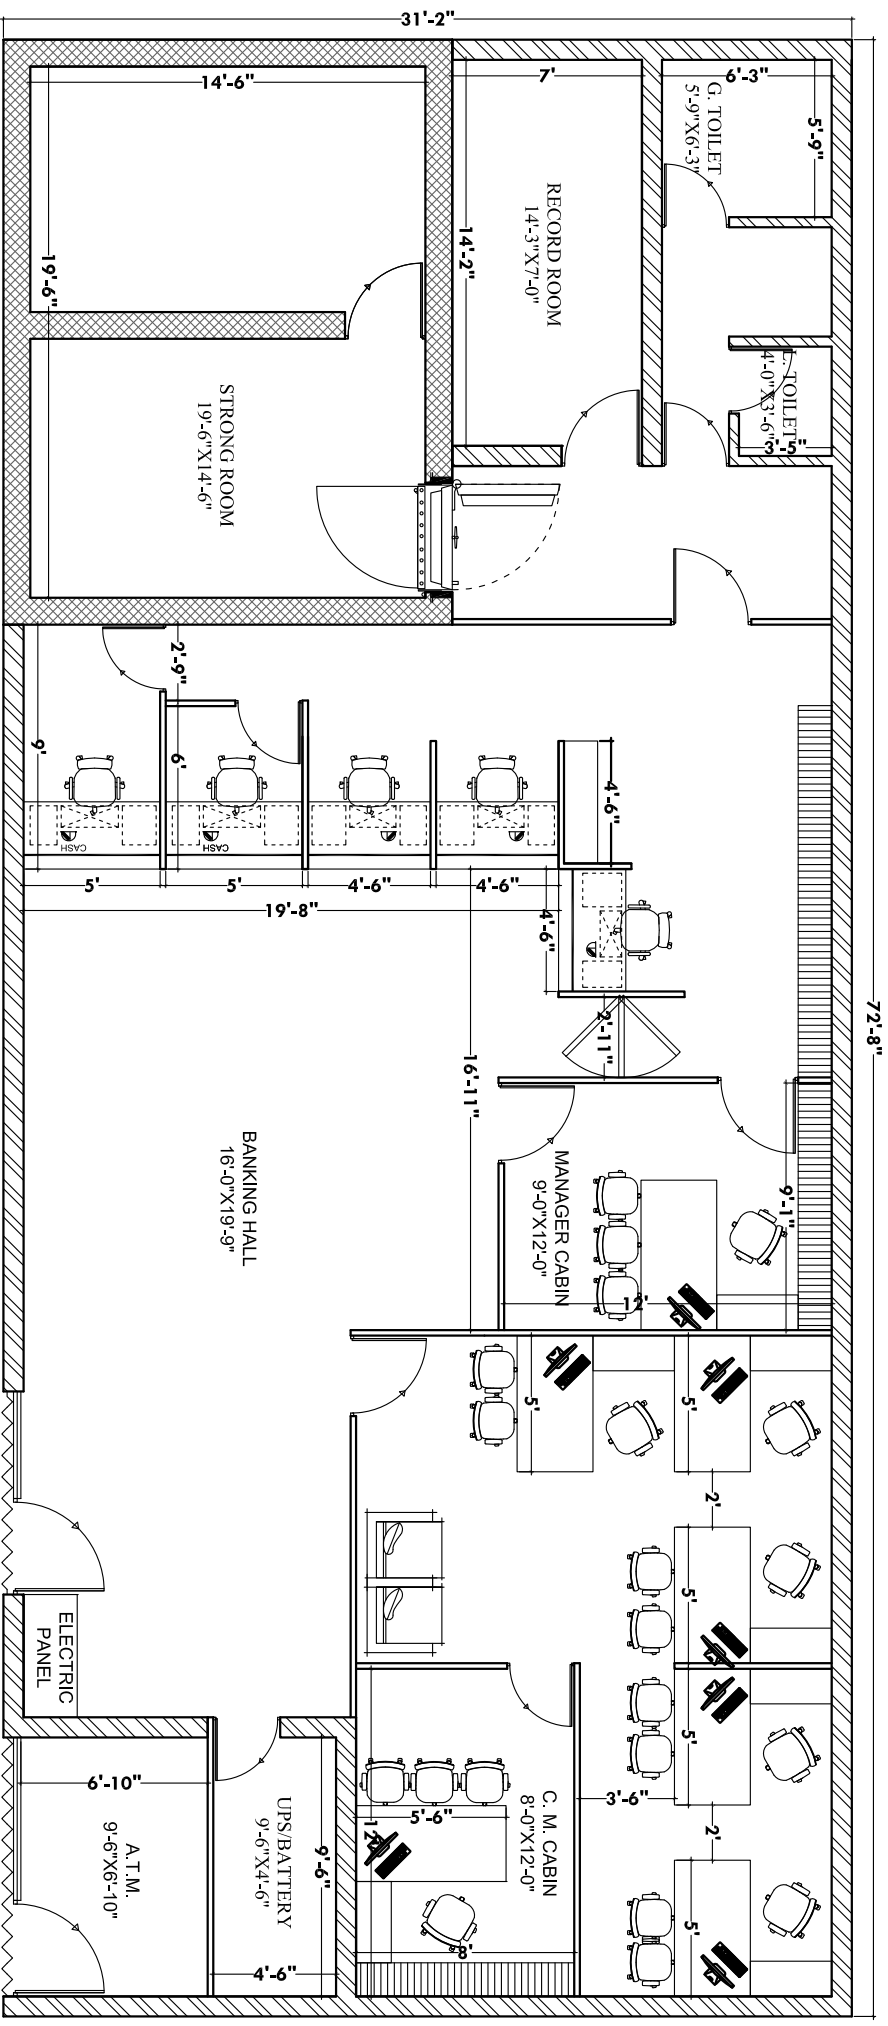 31'-2"
14'-6"
7'
6'-3"
G. TOILET
5'-9"X6'-3"
5'-9"
RECORD ROOM
14'-3"X7'-0"
14'-2"
19'-6"
L. TOILET
4'-0"X3'-6"
3'-5"
STRONG ROOM
19'-6"X14'-6"
2'-9"
9'
6'
4'-6"
CASH
CASH
5'
5'
4'-6"
4'-6"
19'-8"
4'-6"
72'-8"
2'-11"
16'-11"
BANKING HALL
16'-0"X19'-9"
MANAGER CABIN
9'-0"X12'-0"
9'-1"
12'
5'
5'
2'
5'
ELECTRIC
PANEL
5'
3'-6"
2'
C. M. CABIN
8'-0"X12'-0"
5'-6"
12'
6'-10"
UPS/BATTERY
9'-6"X4'-6"
9'-6"
A.T.M.
9'-6"X6'-10"
5'
8'
4'-6"